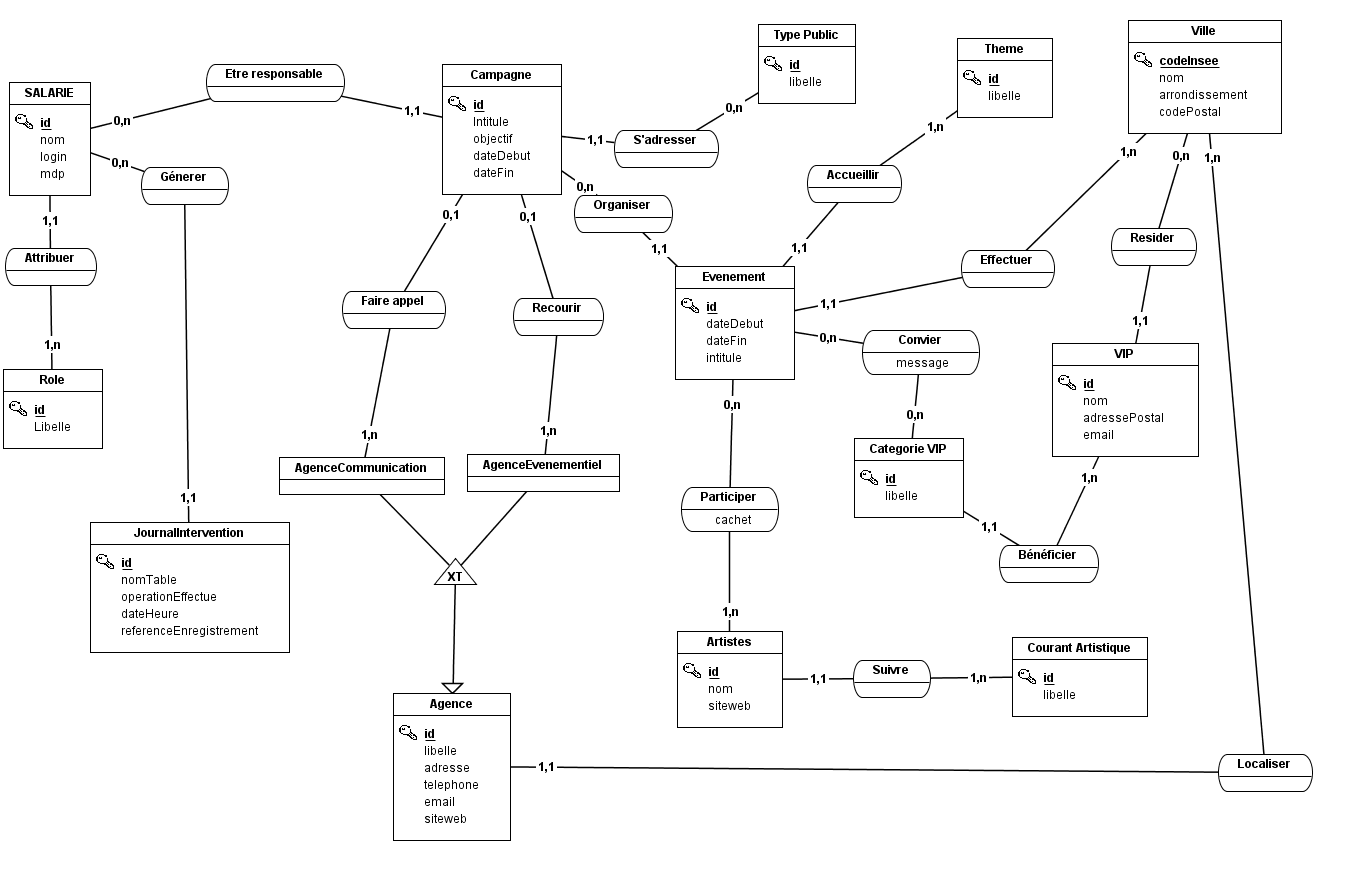 SALARIE
id
nom
login
mdp
0,n
Etre responsable
1,1
0,n
Génerer
1,1
1,1
Attribuer
1,n
Role
id
Libelle
JournalIntervention
id
nomTable
operationEffectue
dateHeure
referenceEnregistrement
Campagne
id
Intitule
objectif
dateDebut
dateFin
1,1
S'adresser
0,n
Type Public
id
libelle
0,n
Organiser
1,1
0,1
Faire appel
1,n
AgenceCommunication
0,1
Recourir
1,n
AgenceEvenementiel
XT
Agence
id
libelle
adresse
telephone
email
siteweb
1,1
Localiser
1,n
Theme
id
libelle
1,n
Accueillir
1,1
Evenement
id
dateDebut
dateFin
intitule
1,1
Effectuer
1,n
0,n
Convier
message
0,n
Categorie VIP
id
libelle
1,1
Bénéficier
1,n
0,n
Participer
cachet
1,n
Artistes
id
nom
siteweb
1,1
Suivre
1,n
Courant Artistique
id
libelle
Ville
codeInsee
nom
arrondissement
codePostal
0,n
Resider
1,1
VIP
id
nom
adressePostal
email